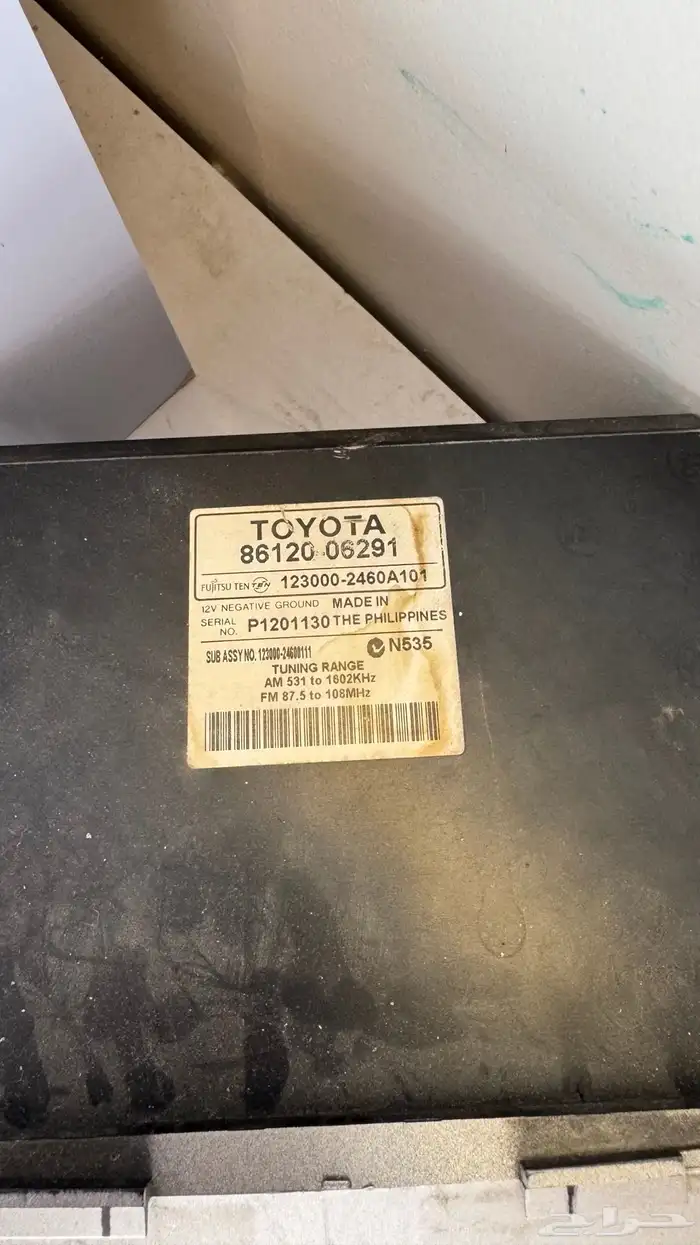 TOYOTA
86120-06291
FUJITSU TEN TEN 123000-2460A101
12V NEGATIVE GROUND MADE IN
SERIAL NO. P1201130 THE PHILIPPINES
SUB ASSY NO. 123000-24600111 N535
TUNING RANGE
AM 531 to 1602KHz
FM 87.5 to 108MHz
حراج